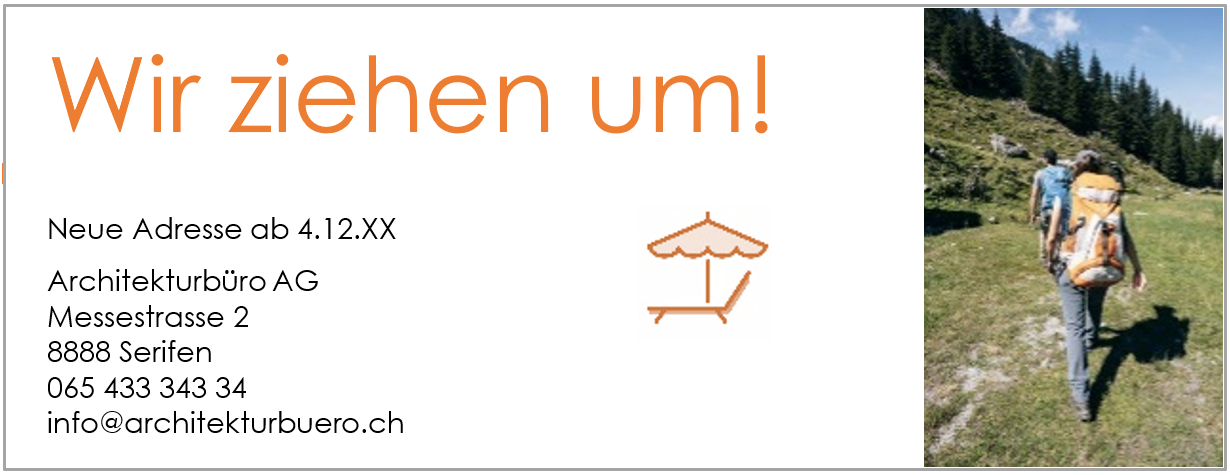 Wir ziehen um!
Neue Adresse ab 4.12.XX
Architekturbüro AG
Messestrasse 2
8888 Serifen
065 433 343 34
info@architekturbuero.ch